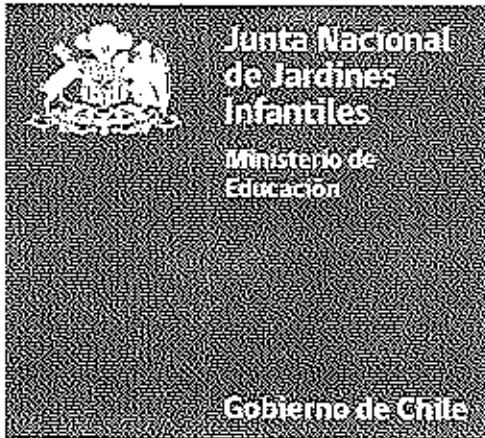 Junta Nacional
de Jardines
Infantiles
Ministerio de
Educación
Gobierno de Chile